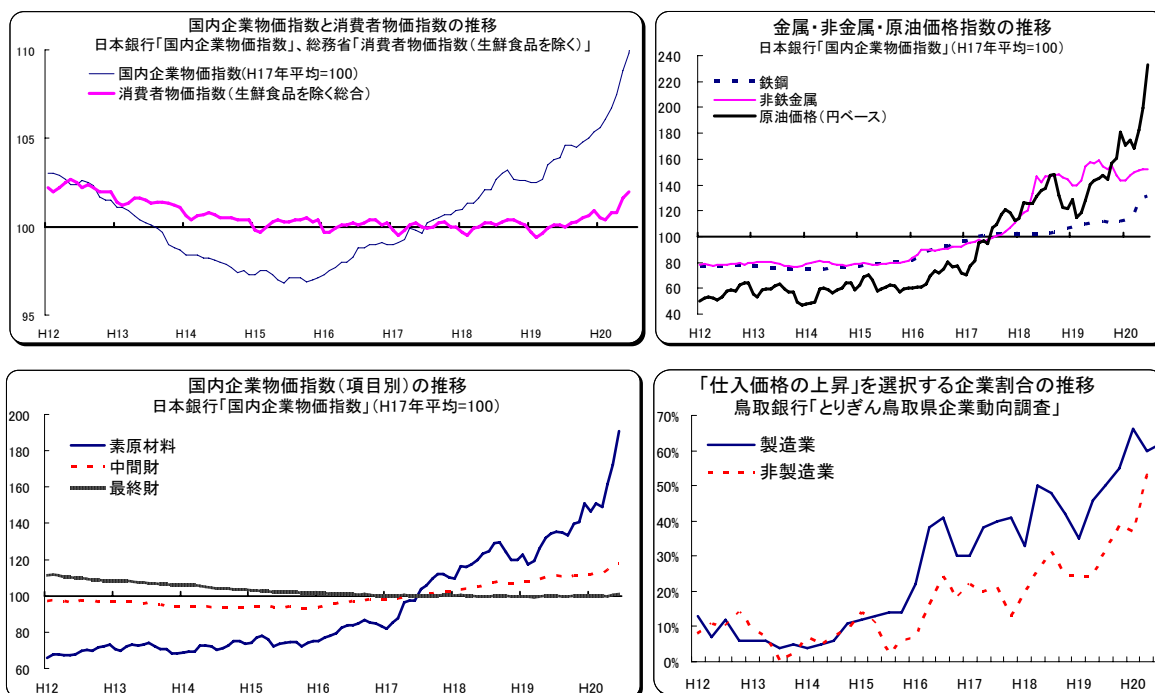 国内企業物価指数と消費者物価指数の推移
日本銀行「国内企業物価指数」、総務省「消費者物価指数(生鮮食品を除く)」
110
国内企業物価指数(H17年平均=100)
消費者物価指数(生鮮食品を除く総合)
105
100
95
H12 H13 H14 H15 H16 H17 H18 H19 H20
金属・非金属・原油価格指数の推移
日本銀行「国内企業物価指数」(H17年平均=100)
240
鉄鋼
220
非鉄金属
200
原油価格(円ベース)
180
160
140
120
100
80
60
40
H12 H13 H14 H15 H16 H17 H18 H19 H20
国内企業物価指数(項目別)の推移
日本銀行「国内企業物価指数」(H17年平均=100)
200
180
素原材料
中間財
最終財
160
140
120
100
80
60
H12 H13 H14 H15 H16 H17 H18 H19 H20
「仕入価格の上昇」を選択する企業割合の推移
鳥取銀行「とりぎん鳥取県企業動向調査」
70%
製造業
60%
非製造業
50%
40%
30%
20%
10%
0%
H12 H13 H14 H15 H16 H17 H18 H19 H20